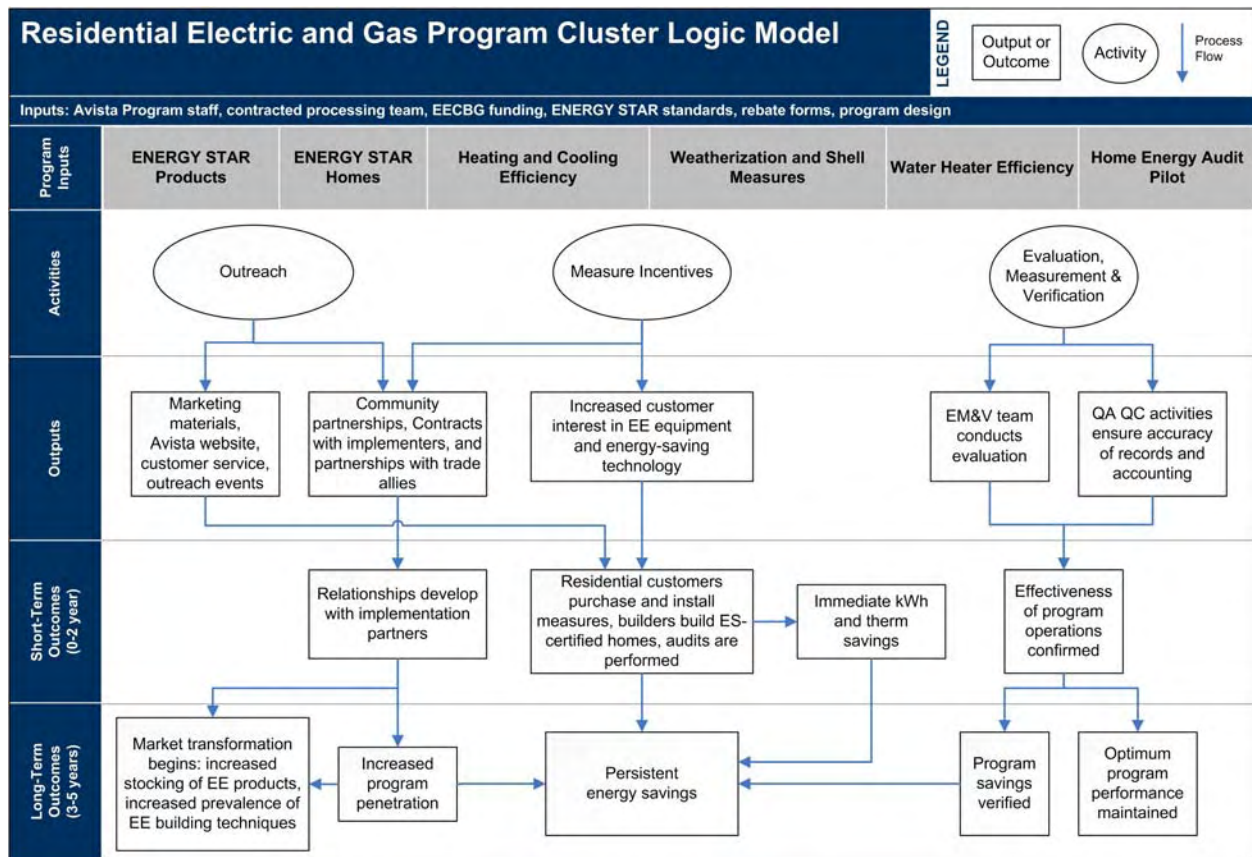 Residential Electric and Gas Program Cluster Logic Model
LEGEND
Output or
Outcome
Activity
Process
Flow
Inputs: Avista Program staff, contracted processing team, EECBG funding, ENERGY STAR standards, rebate forms, program design
Program
Inputs
ENERGY STAR
Products
ENERGY STAR
Homes
Heating and Cooling
Efficiency
Weatherization and Shell
Measures
Water Heater Efficiency
Home Energy Audit
Pilot
Activities
Outreach
Measure Incentives
Evaluation,
Measurement &
Verification
Outputs
Marketing
materials,
Avista website,
customer service,
outreach events
Community
partnerships, Contracts
with implementers, and
partnerships with trade
allies
Increased customer
interest in EE equipment
and energy-saving
technology
EM&V team
conducts
evaluation
QA QC activities
ensure accuracy
of records and
accounting
Short-Term
Outcomes
(0-2 year)
Relationships develop
with implementation
partners
Residential customers
purchase and install
measures, builders build ES-
certified homes, audits are
performed
Immediate kWh
and therm
savings
Effectiveness
of program
operations
confirmed
Long-Term
Outcomes
(3-5 years)
Market transformation
begins: increased
stocking of EE products,
increased prevalence of
EE building techniques
Increased
program
penetration
Persistent
energy savings
Program
savings
verified
Optimum
program
performance
maintained